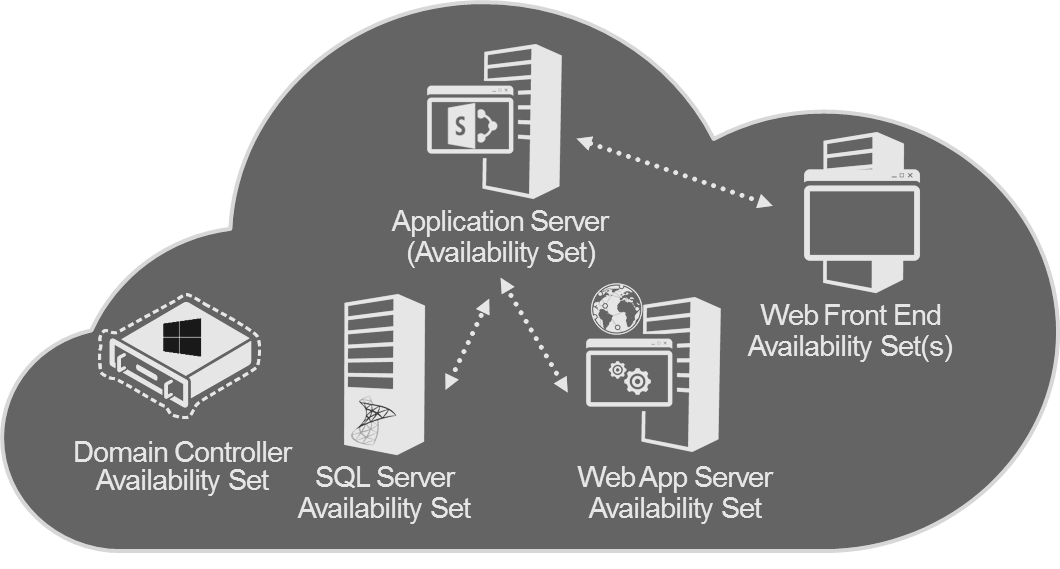 S
Application Server
(Availability Set)
Web Front End
Availability Set(s)
Domain Controller
Availability Set
SQL Server
Availability Set
Web App Server
Availability Set